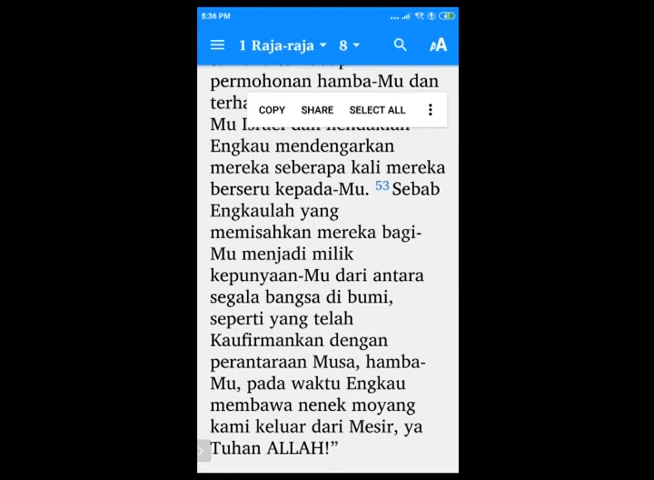 5:36 PM
1 Raja-raja 8
permohonan hamba-Mu dan
COPY SHARE SELECT ALL
Engkau mendengarkan
mereka seberapa kali mereka
berseru kepada-Mu. 53 Sebab
Engkaulah yang
memisahkan mereka bagi-
Mu menjadi milik
kepunyaan-Mu dari antara
segala bangsa di bumi,
seperti yang telah
Kaufirmankan dengan
perantaraan Musa, hamba-
Mu, pada waktu Engkau
membawa nenek moyang
kami keluar dari Mesir, ya
Tuhan ALLAH!”